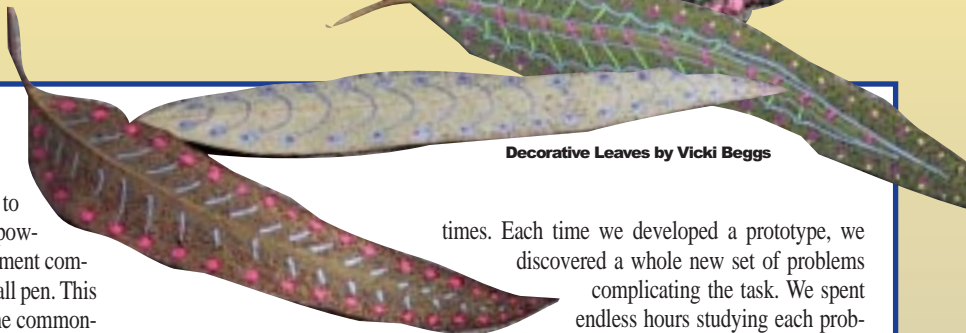 Decorative Leaves by Vicki Beggs
to
pow-
ment com-
all pen. This
e common-
times. Each time we developed a prototype, we
discovered a whole new set of problems
complicating the task. We spent
endless hours studying each prob-